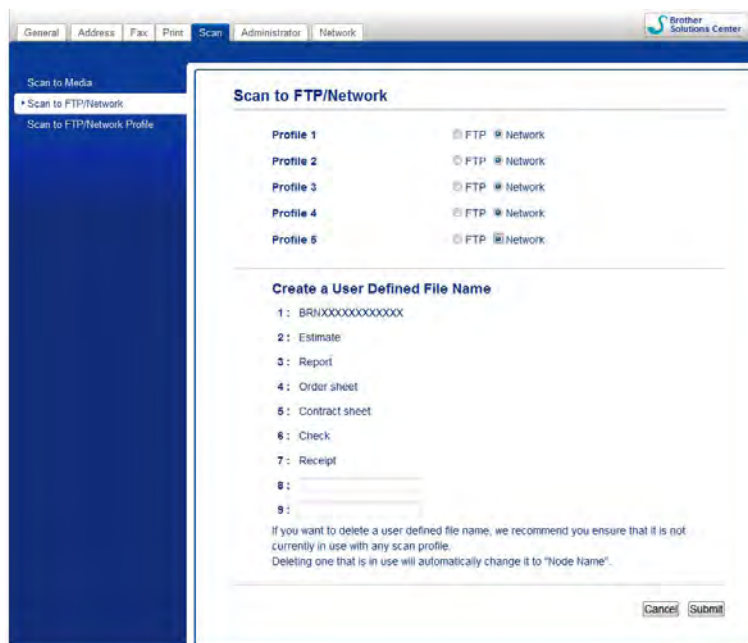 General Address Fax Print Scan Administrator Network
Brother
Solutions Center
Scan to Media
Scan to FTP/Network
Scan to FTP/Network Profile
Scan to FTP/Network
Profile 1 FTP Network
Profile 2 FTP Network
Profile 3 FTP Network
Profile 4 FTP Network
Profile 5 FTP Network
Create a User Defined File Name
1 : BRNXXXXXXXXXXXX
2 : Estimate
3 : Report
4 : Order sheet
5 : Contract sheet
6 : Check
7 : Receipt
8 :
9 :
If you want to delete a user defined file name, we recommend you ensure that it is not
currently in use with any scan profile.
Deleting one that is in use will automatically change it to "Node Name".
Cancel Submit